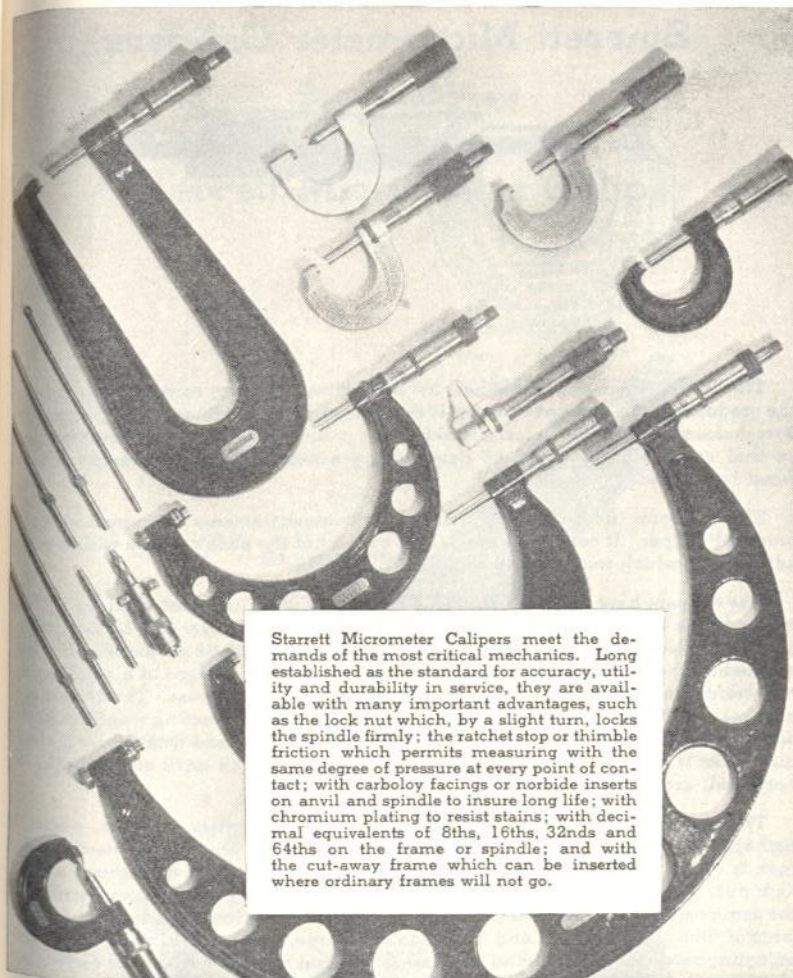 Starrett Micrometer Calipers meet the de-
mands of the most critical mechanics. Long
established as the standard for accuracy, util-
ity and durability in service, they are avail-
able with many important advantages, such
as the lock nut which, by a slight turn, locks
the spindle firmly; the ratchet stop or thimble
friction which permits measuring with the
same degree of pressure at every point of con-
tact; with carboloy facings or norbide inserts
on anvil and spindle to insure long life; with
chromium plating to resist stains; with deci-
mal equivalents of 8ths, 16ths, 32nds and
64ths on the frame or spindle; and with
the cut-away frame which can be inserted
where ordinary frames will not go.